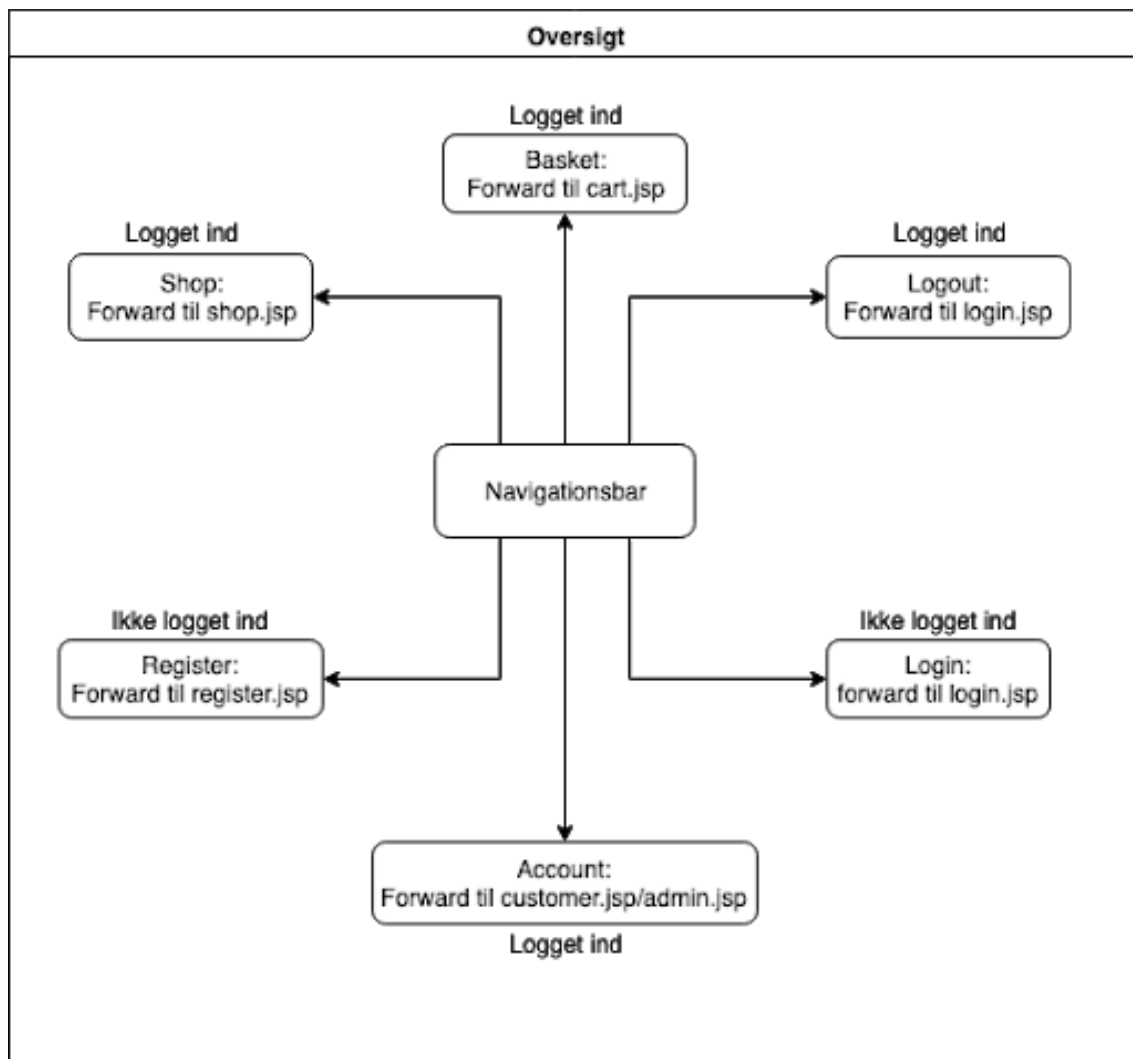 Oversigt
Logget ind
Basket:
Forward til cart.jsp
Logget ind
Shop:
Forward til shop.jsp
Logget ind
Logout:
Forward til login.jsp
Navigationsbar
Ikke logget ind
Register:
Forward til register.jsp
Ikke logget ind
Login:
forward til login.jsp
Account:
Forward til customer.jsp/admin.jsp
Logget ind